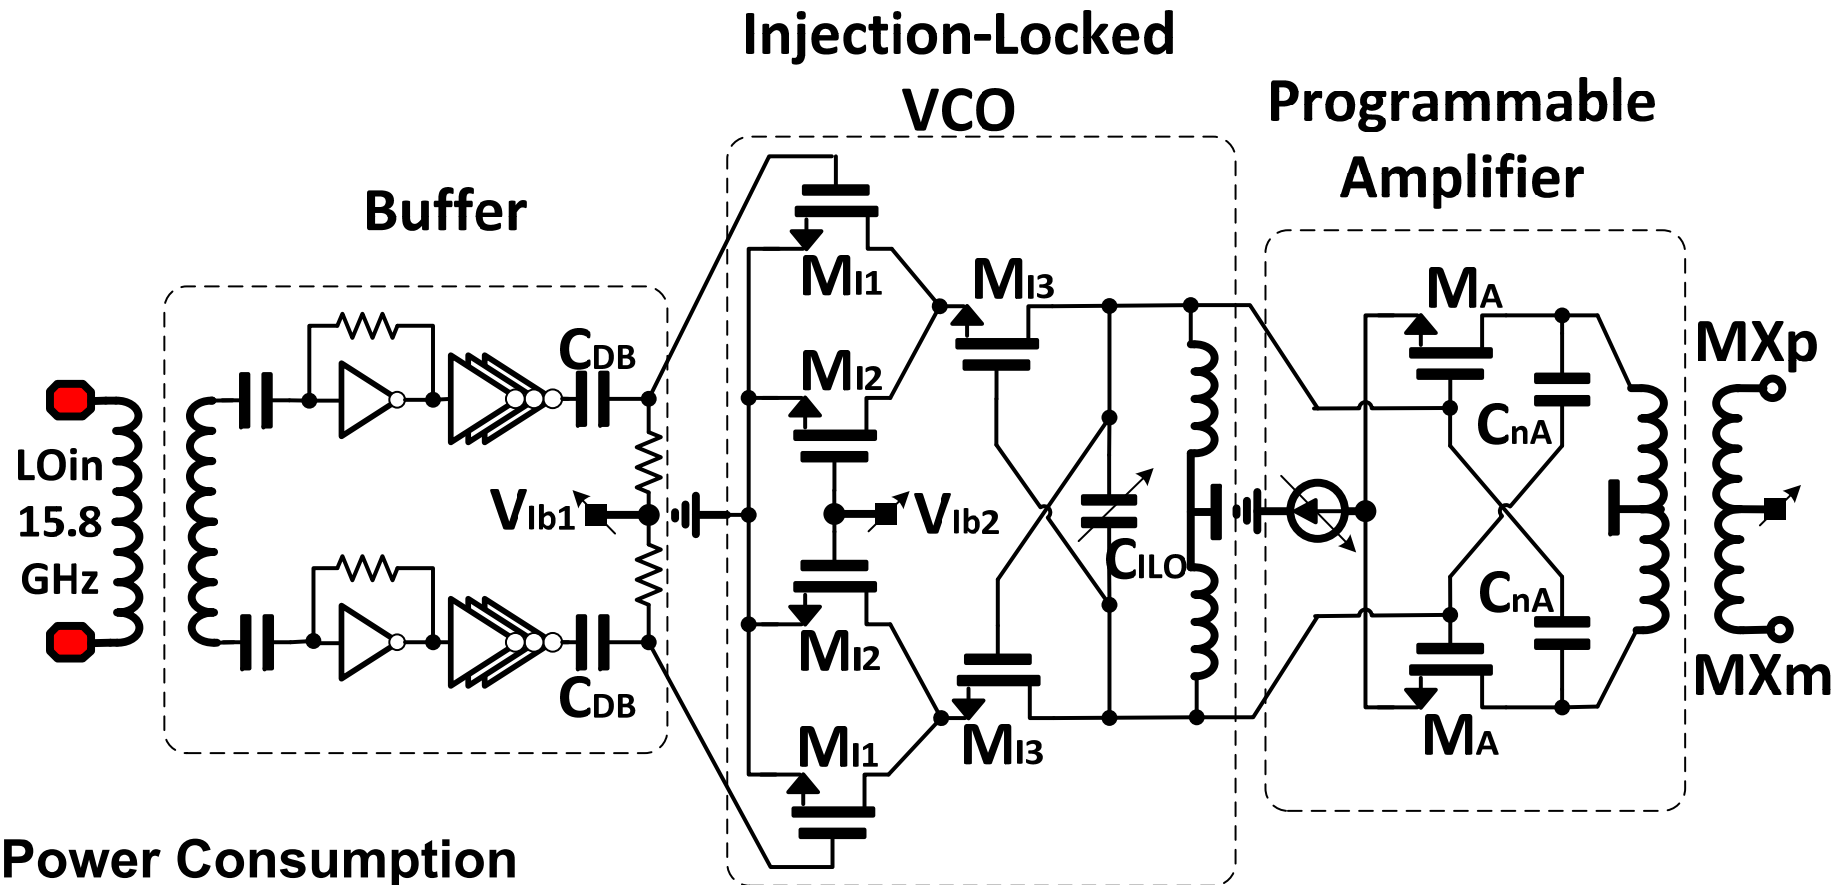 Injection-Locked
VCO
Programmable
Amplifier
Buffer
LOin
15.8
GHz
CDB
CDB
VIb1
MI1
MI2
VIb2
MI2
MI1
MI3
MI3
CILO
MA
CnA
CnA
MA
MXp
MXm
Power Consumption